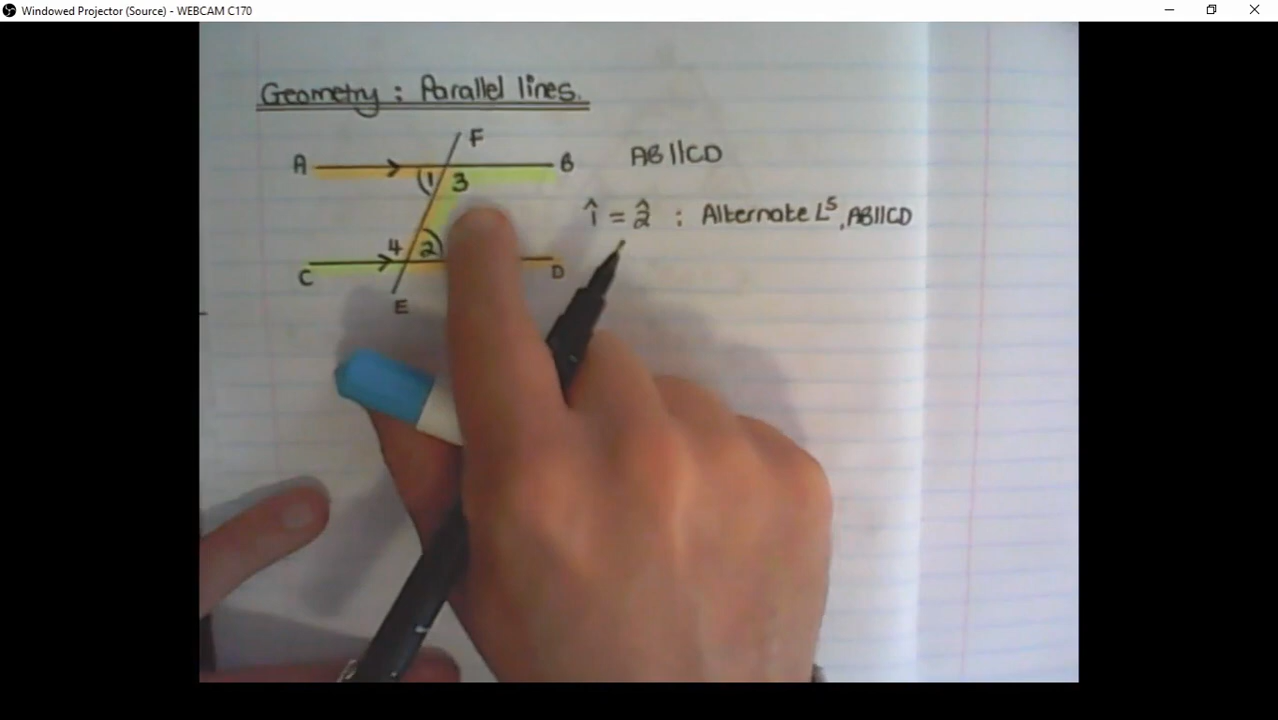 Windowed Projector (Source) - WEBCAM C170
Geometry : Parallel lines.
F
A
B
1
3
AB||CD
1̂ = 2̂ : Alternate Lˢ, AB||CD
4
2
C
D
E